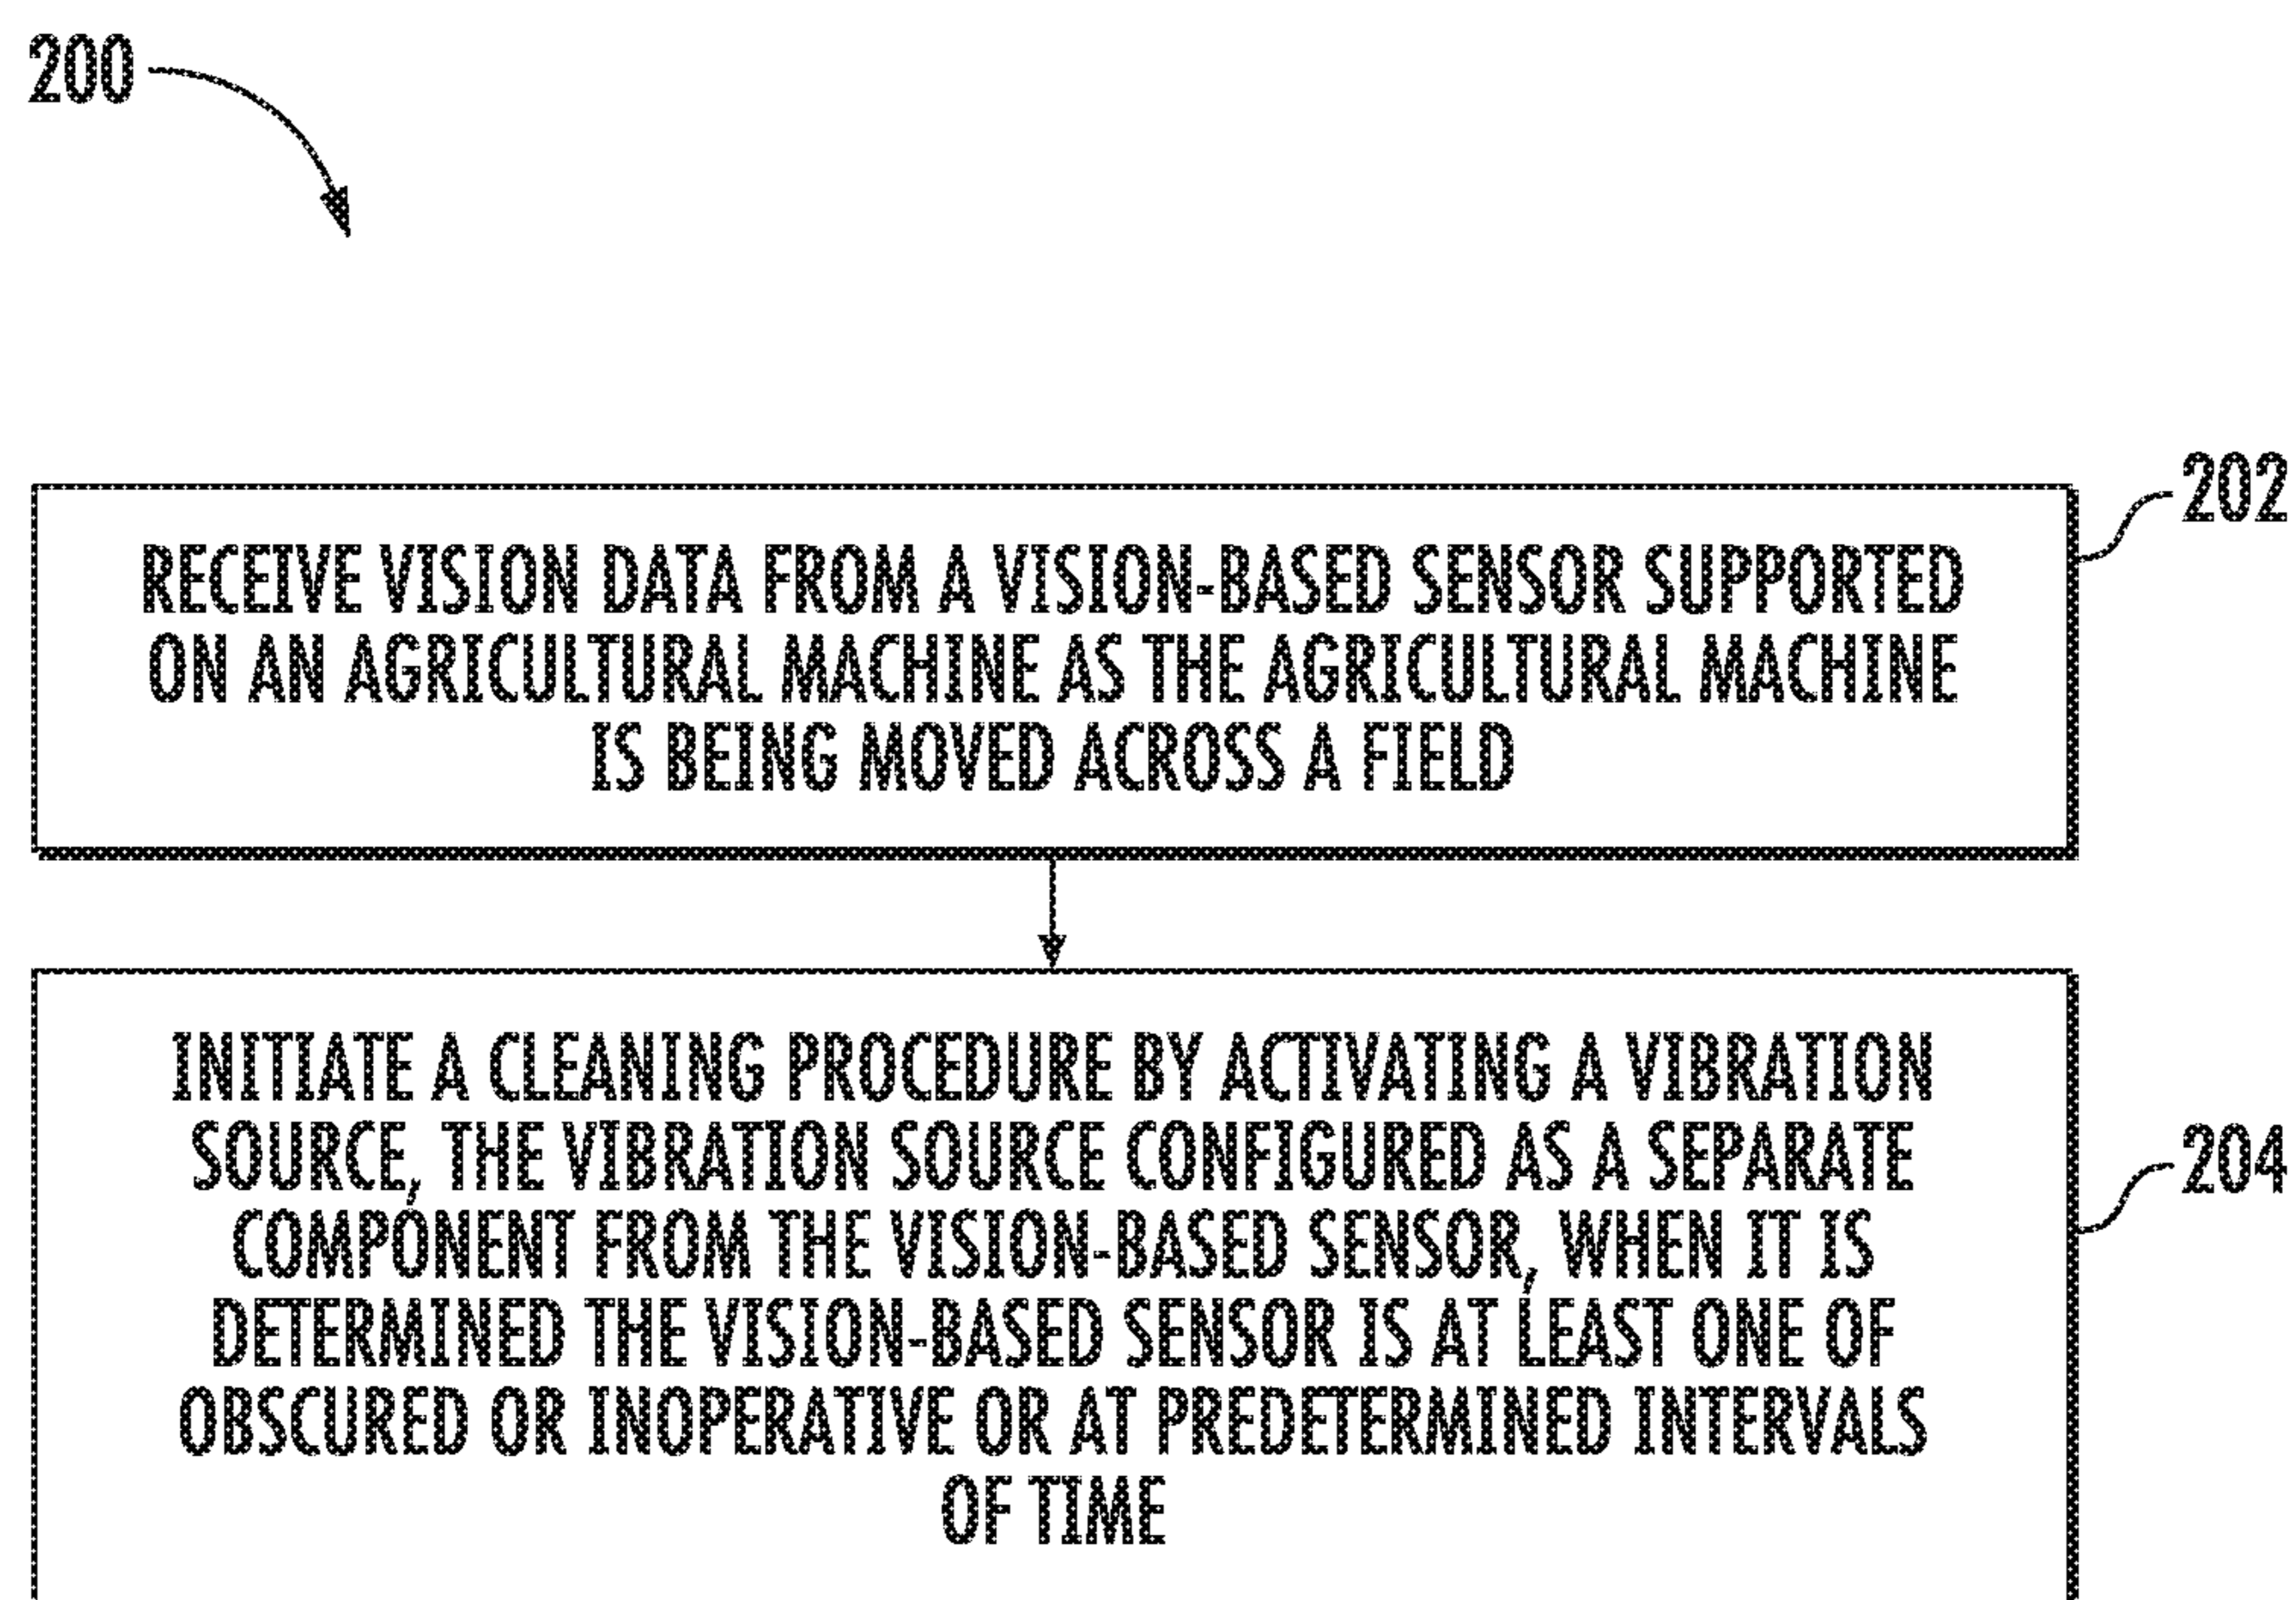 200
202
RECEIVE VISION DATA FROM A VISION-BASED SENSOR SUPPORTED
ON AN AGRICULTURAL MACHINE AS THE AGRICULTURAL MACHINE
IS BEING MOVED ACROSS A FIELD
INITIATE A CLEANING PROCEDURE BY ACTIVATING A VIBRATION
SOURCE, THE VIBRATION SOURCE CONFIGURED AS A SEPARATE
204
COMPONENT FROM THE VISION-BASED SENSOR, WHEN IT IS
DETERMINED THE VISION-BASED SENSOR IS AT LEAST ONE OF
OBSCURED OR INOPERATIVE OR AT PREDETERMINED INTERVALS
OF TIME